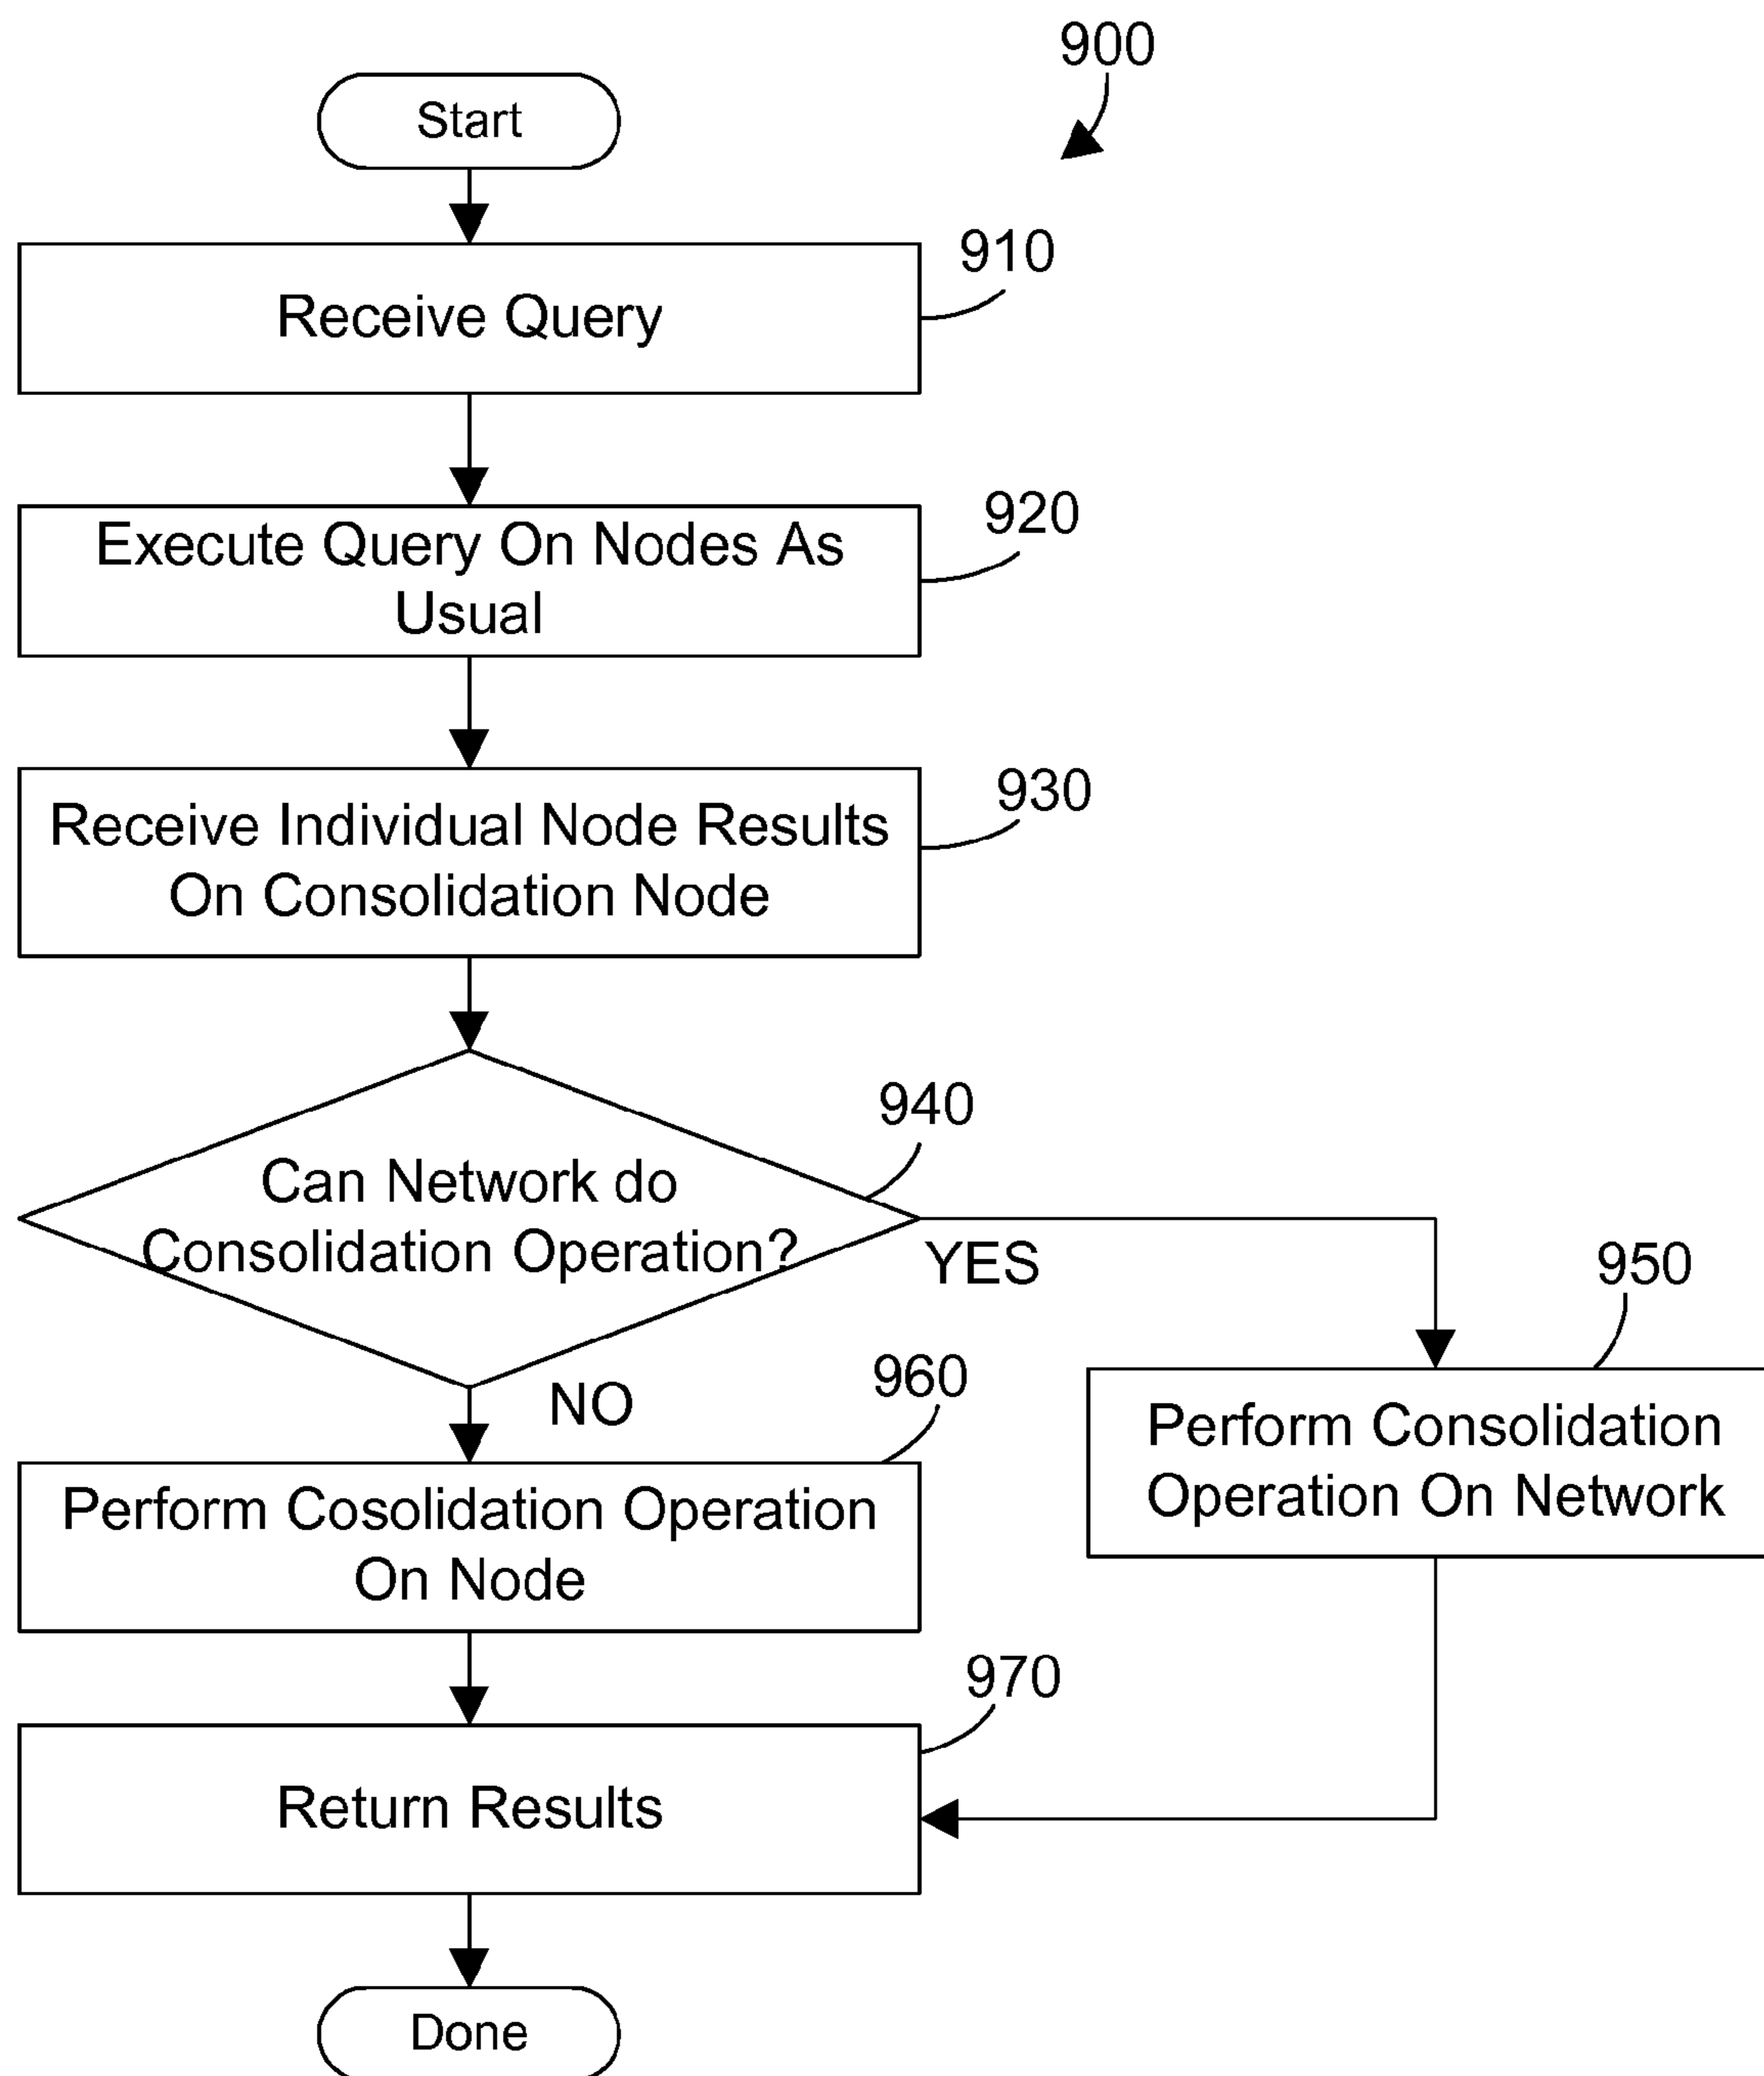 900
Start
910
Receive Query
920
Execute Query On Nodes As
Usual
930
Receive Individual Node Results
On Consolidation Node
940
Can Network do
Consolidation Operation?
YES
950
NO
960
Perform Consolidation
Operation On Network
Perform Cosolidation Operation
On Node
970
Return Results
Done